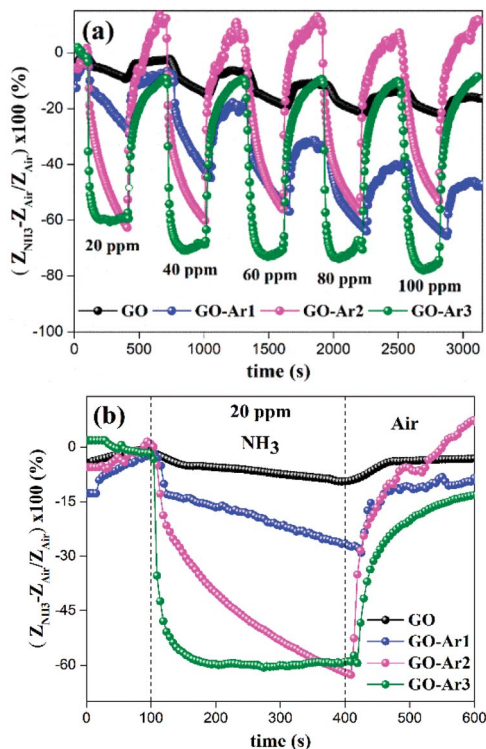 (a)
( Z_NH3-Z_Air/Z_Air ) x100 (%)
0
-20
-40
-60
-80
-100
20 ppm
40 ppm
60 ppm
80 ppm
100 ppm
GO GO-Ar1 GO-Ar2 GO-Ar3
0 500 1000 1500 2000 2500 3000
time (s)
(b)
20 ppm
NH3
Air
( Z_NH3-Z_Air/Z_Air ) x100 (%)
0
-15
-30
-45
-60
GO
GO-Ar1
GO-Ar2
GO-Ar3
0 100 200 300 400 500 600
time (s)